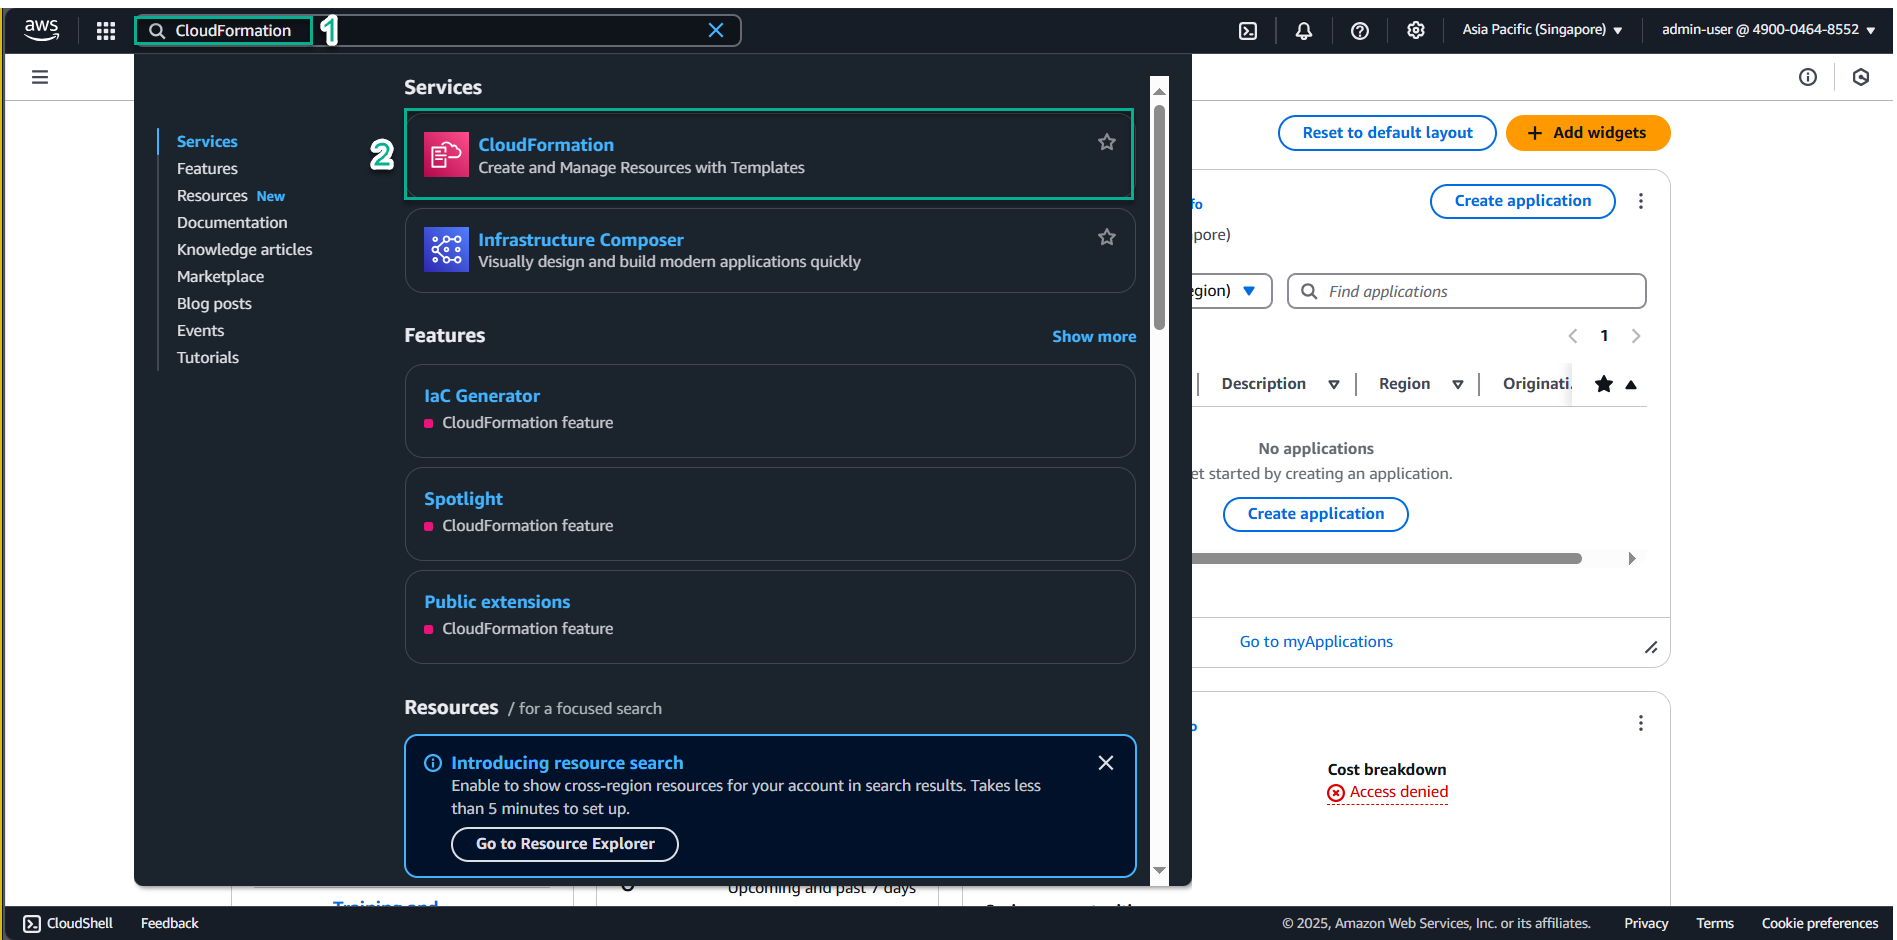 aws
CloudFormation
1
Asia Pacific (Singapore)
admin-user @ 4900-0464-8552
Services
Features
Resources New
Documentation
Knowledge articles
Marketplace
Blog posts
Events
Tutorials
Services
2
CloudFormation
Create and Manage Resources with Templates
Infrastructure Composer
Visually design and build modern applications quickly
Features
Show more
IaC Generator
CloudFormation feature
Spotlight
CloudFormation feature
Public extensions
CloudFormation feature
Resources / for a focused search
Introducing resource search
Enable to show cross-region resources for your account in search results. Takes less
than 5 minutes to set up.
Go to Resource Explorer
Reset to default layout
+ Add widgets
fo
Create application
pore)
egion)
Find applications
1
Description
Region
Originati.
No applications
et started by creating an application.
Create application
Go to myApplications
o
Cost breakdown
Access denied
Training and
Upcoming and past 7 days
CloudShell
Feedback
© 2025, Amazon Web Services, Inc. or its affiliates.
Privacy
Terms
Cookie preferences